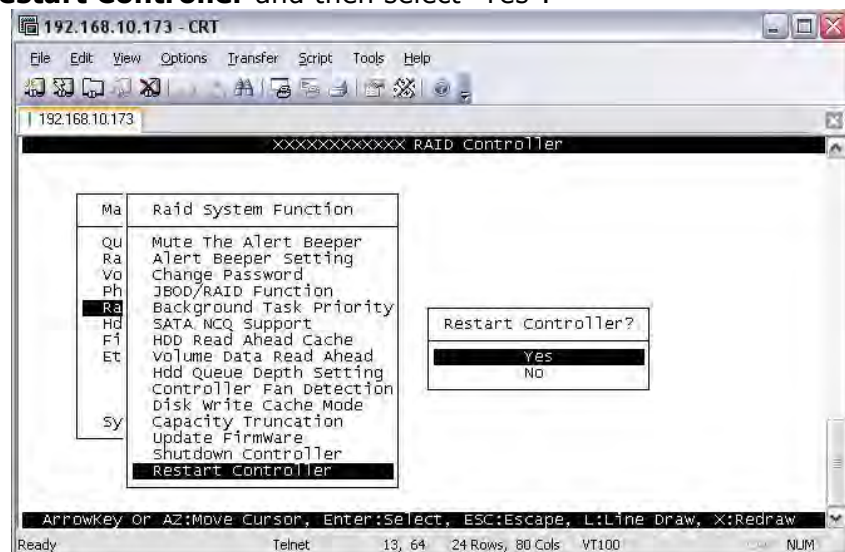 estart Controller and then select "Yes".
192.168.10.173 - CRT
File Edit View Options Transfer Script Tools Help
192.168.10.173
XXXXXXXXXXXX RAID Controller
Ma
Raid System Function
Qu
Mute The Alert Beeper
Ra
Alert Beeper Setting
Vo
Change Password
Ph
JBOD/RAID Function
Ra
Background Task Priority
Hd
SATA NCQ Support
Fi
HDD Read Ahead Cache
Et
Volume Data Read Ahead
Hdd Queue Depth Setting
Controller Fan Detection
Disk Write Cache Mode
Sy
Capacity Truncation
Update Firmware
Shutdown Controller
Restart Controller
Restart Controller?
Yes
No
ArrowKey Or AZ:Move Cursor, Enter:Select, ESC:Escape, L:Line Draw, X:Redraw
Ready Telnet 13, 64 24 Rows, 80 Cols VT100 NUM